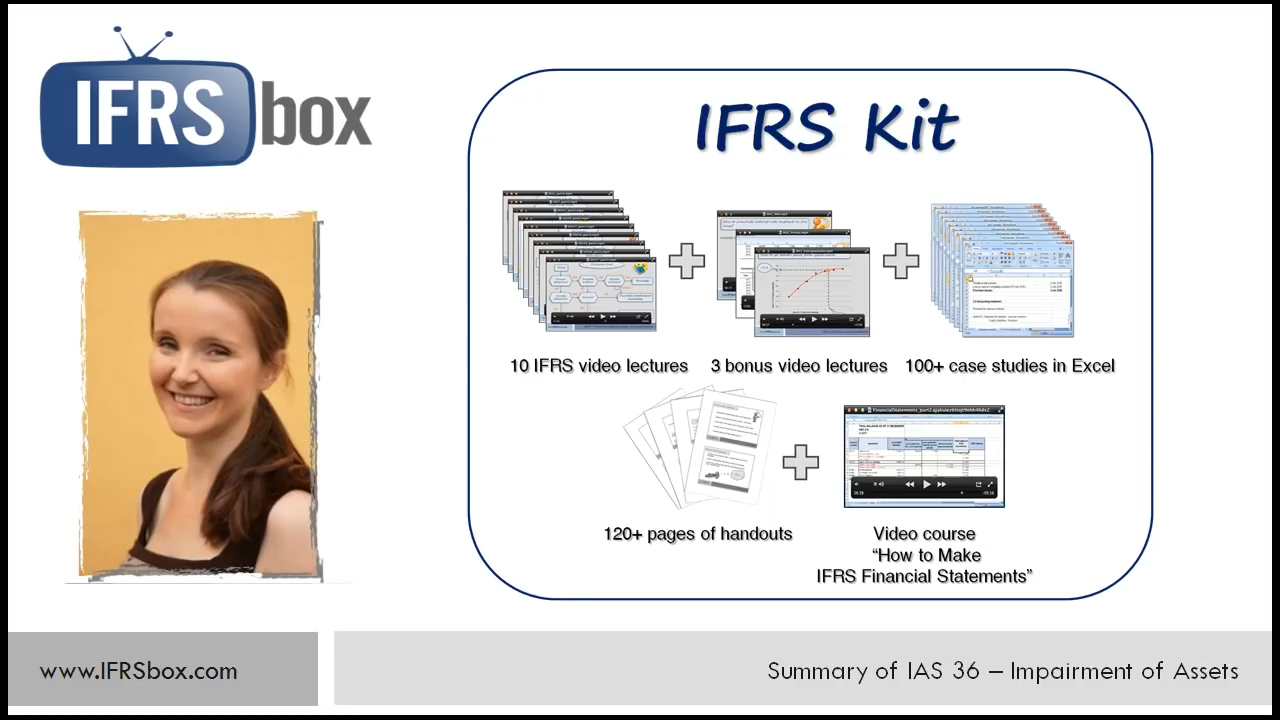 IFRS box
IFRS Kit
10 IFRS video lectures
3 bonus video lectures
100+ case studies in Excel
120+ pages of handouts
Video course
“How to Make
IFRS Financial Statements”
www.IFRSbox.com
Summary of IAS 36 – Impairment of Assets